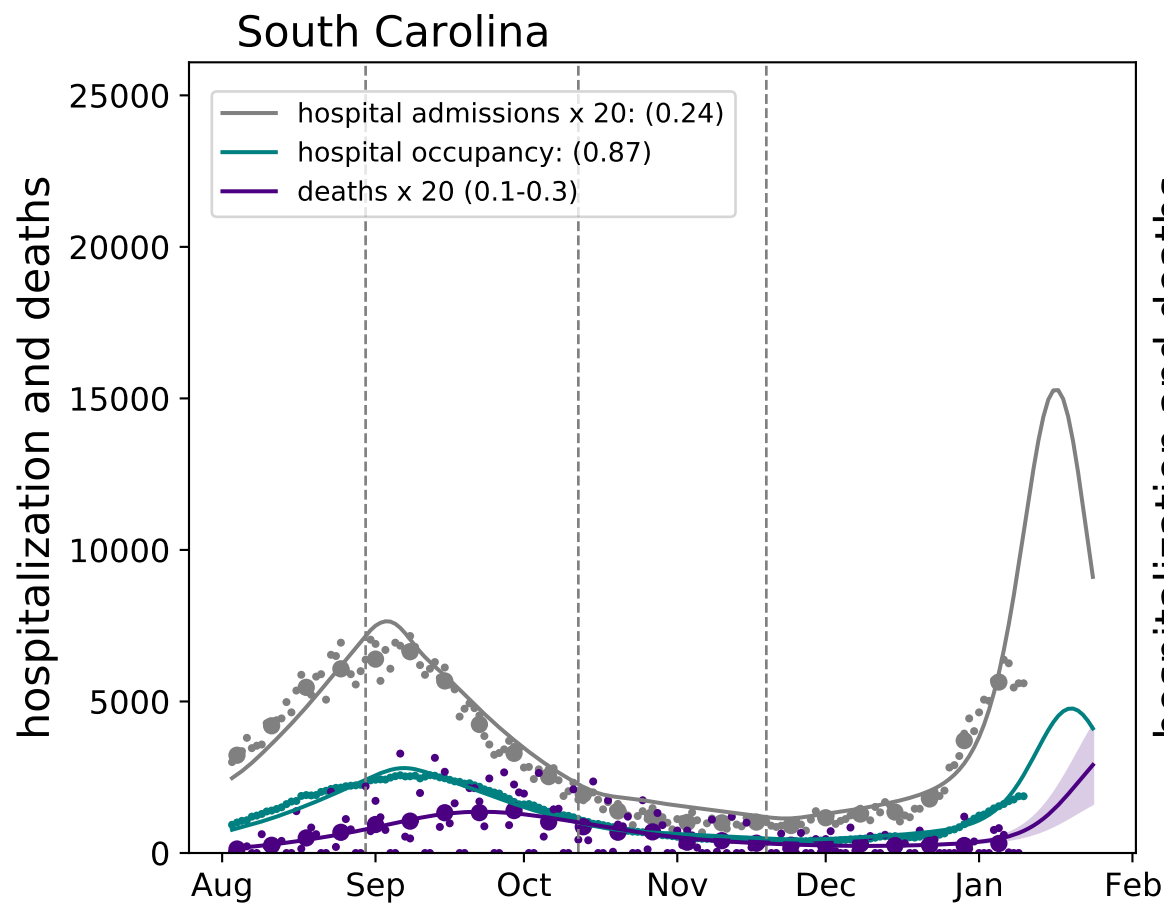 South Carolina
hospitalization and deaths
25000
20000
15000
10000
5000
0
hospital admissions x 20: (0.24)
hospital occupancy: (0.87)
deaths x 20 (0.1-0.3)
Aug Sep Oct Nov Dec Jan Feb